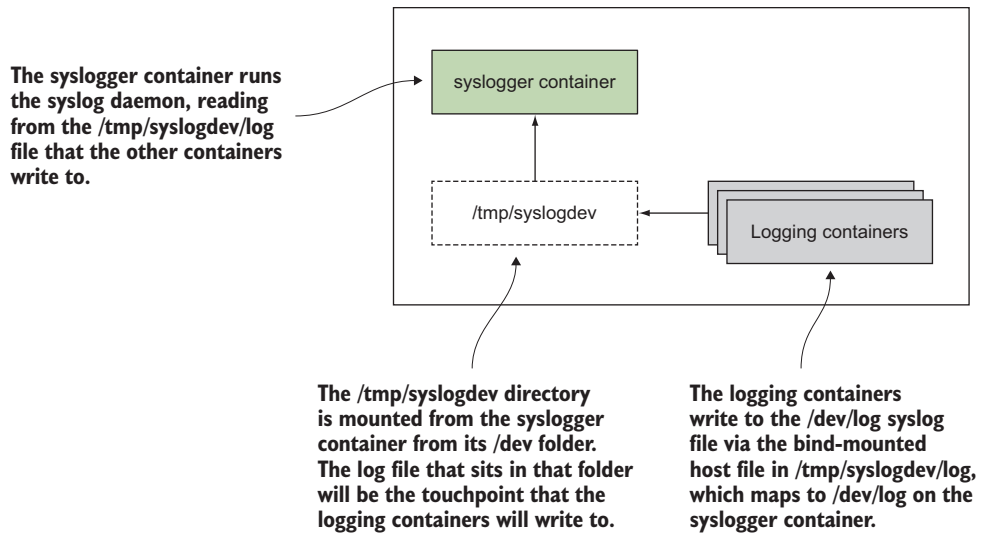 The syslogger container runs
the syslog daemon, reading
from the /tmp/syslogdev/log
file that the other containers
write to.
syslogger container
/tmp/syslogdev
Logging containers
The /tmp/syslogdev directory
is mounted from the syslogger
container from its /dev folder.
The log file that sits in that folder
will be the touchpoint that the
logging containers will write to.
The logging containers
write to the /dev/log syslog
file via the bind-mounted
host file in /tmp/syslogdev/log,
which maps to /dev/log on the
syslogger container.